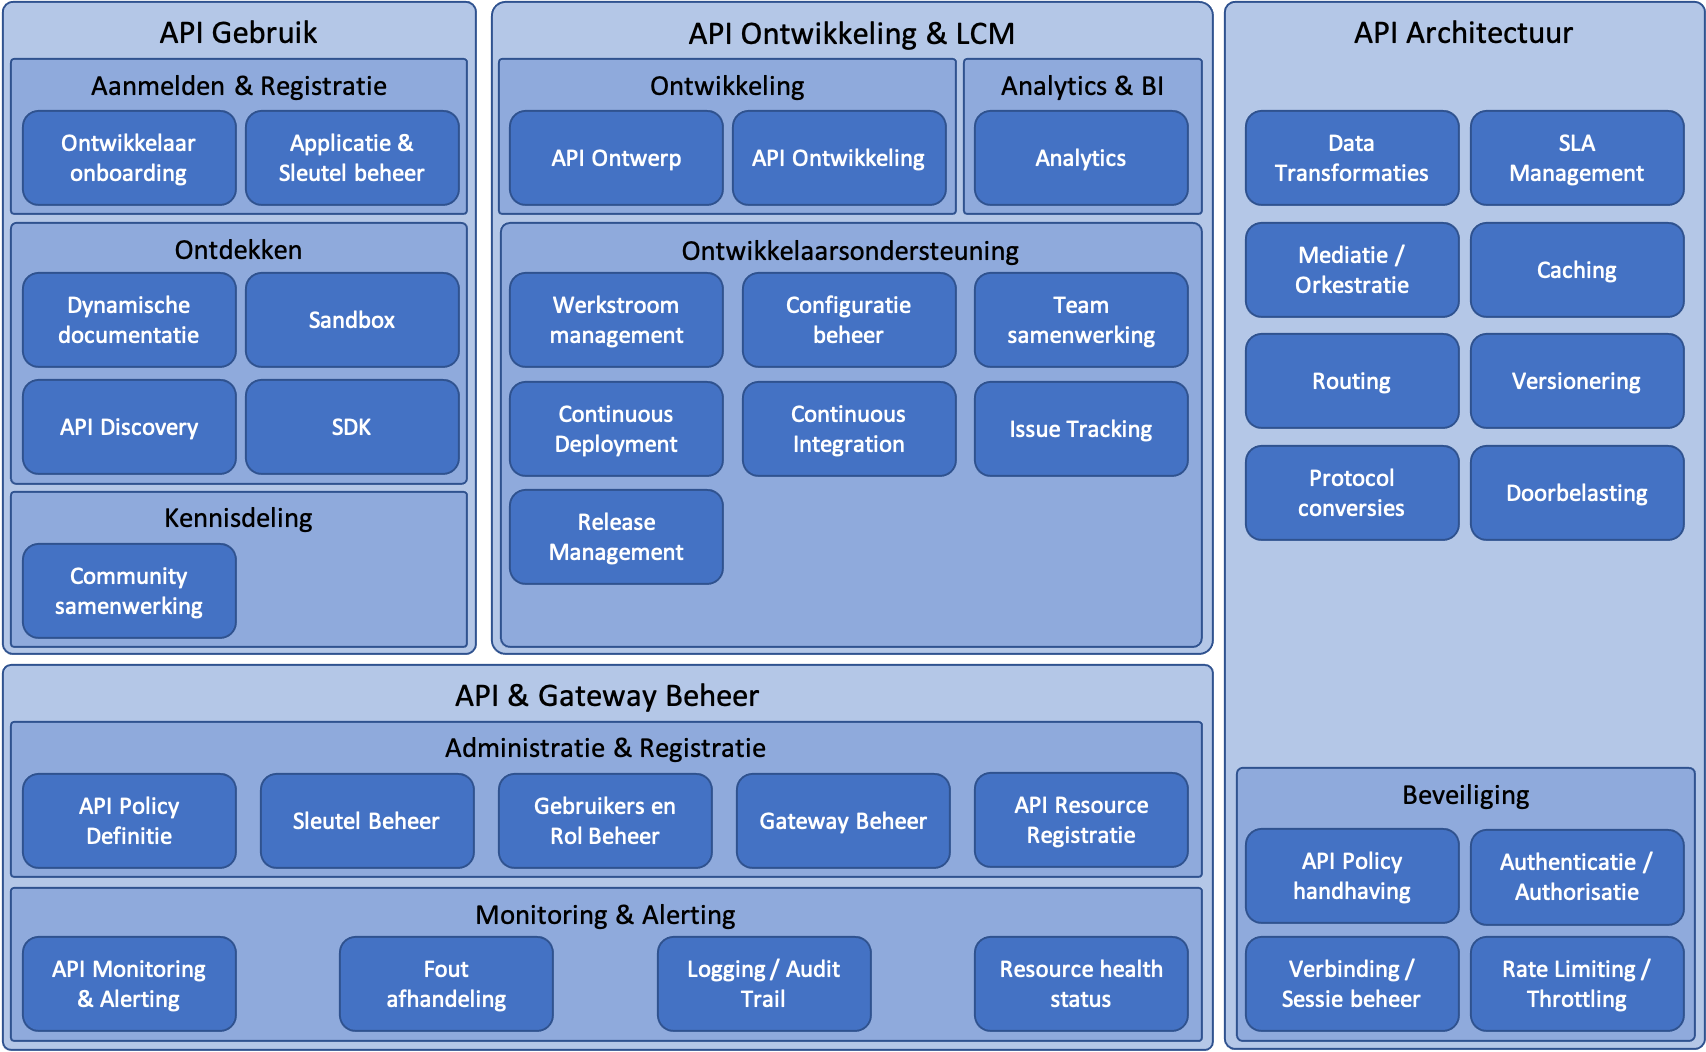 API Gebruik
Aanmelden & Registratie
Ontwikkelaar
onboarding
Applicatie &
Sleutel beheer
Ontdekken
Dynamische
documentatie
Sandbox
API Discovery
SDK
Kennisdeling
Community
samenwerking
API Ontwikkeling & LCM
Ontwikkeling
API Ontwerp
API Ontwikkeling
Analytics & BI
Analytics
Ontwikkelaarsondersteuning
Werkstroom
management
Configuratie
beheer
Team
samenwerking
Continuous
Deployment
Continuous
Integration
Issue Tracking
Release
Management
API Architectuur
Data
Transformaties
SLA
Management
Mediatie /
Orkestratie
Caching
Routing
Versionering
Protocol
conversies
Doorbelasting
Beveiliging
API Policy
handhaving
Authenticatie /
Authorisatie
Verbinding /
Sessie beheer
Rate Limiting /
Throttling
API & Gateway Beheer
Administratie & Registratie
API Policy
Definitie
Sleutel Beheer
Gebruikers en
Rol Beheer
Gateway Beheer
API Resource
Registratie
Monitoring & Alerting
API Monitoring
& Alerting
Fout
afhandeling
Logging / Audit
Trail
Resource health
status